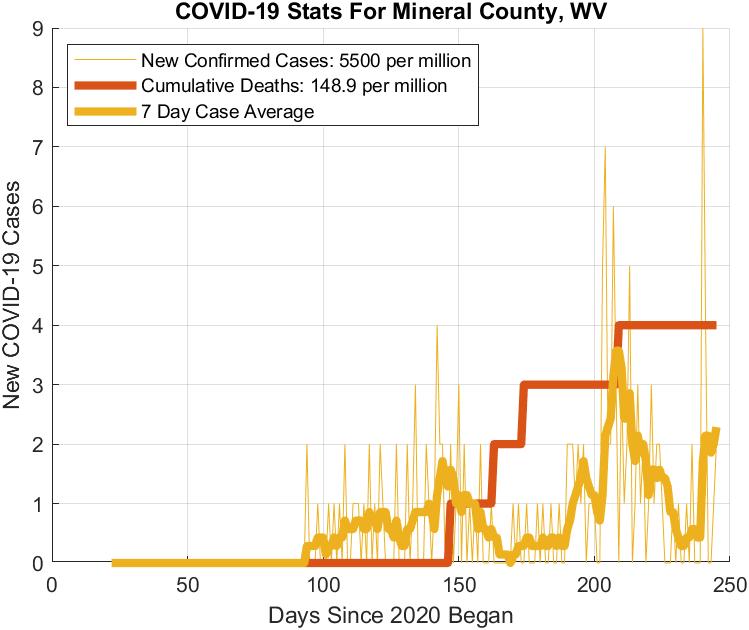 COVID-19 Stats For Mineral County, WV
New Confirmed Cases: 5500 per million
Cumulative Deaths: 148.9 per million
7 Day Case Average
New COVID-19 Cases
9
8
7
6
5
4
3
2
1
0
0 50 100 150 200 250
Days Since 2020 Began